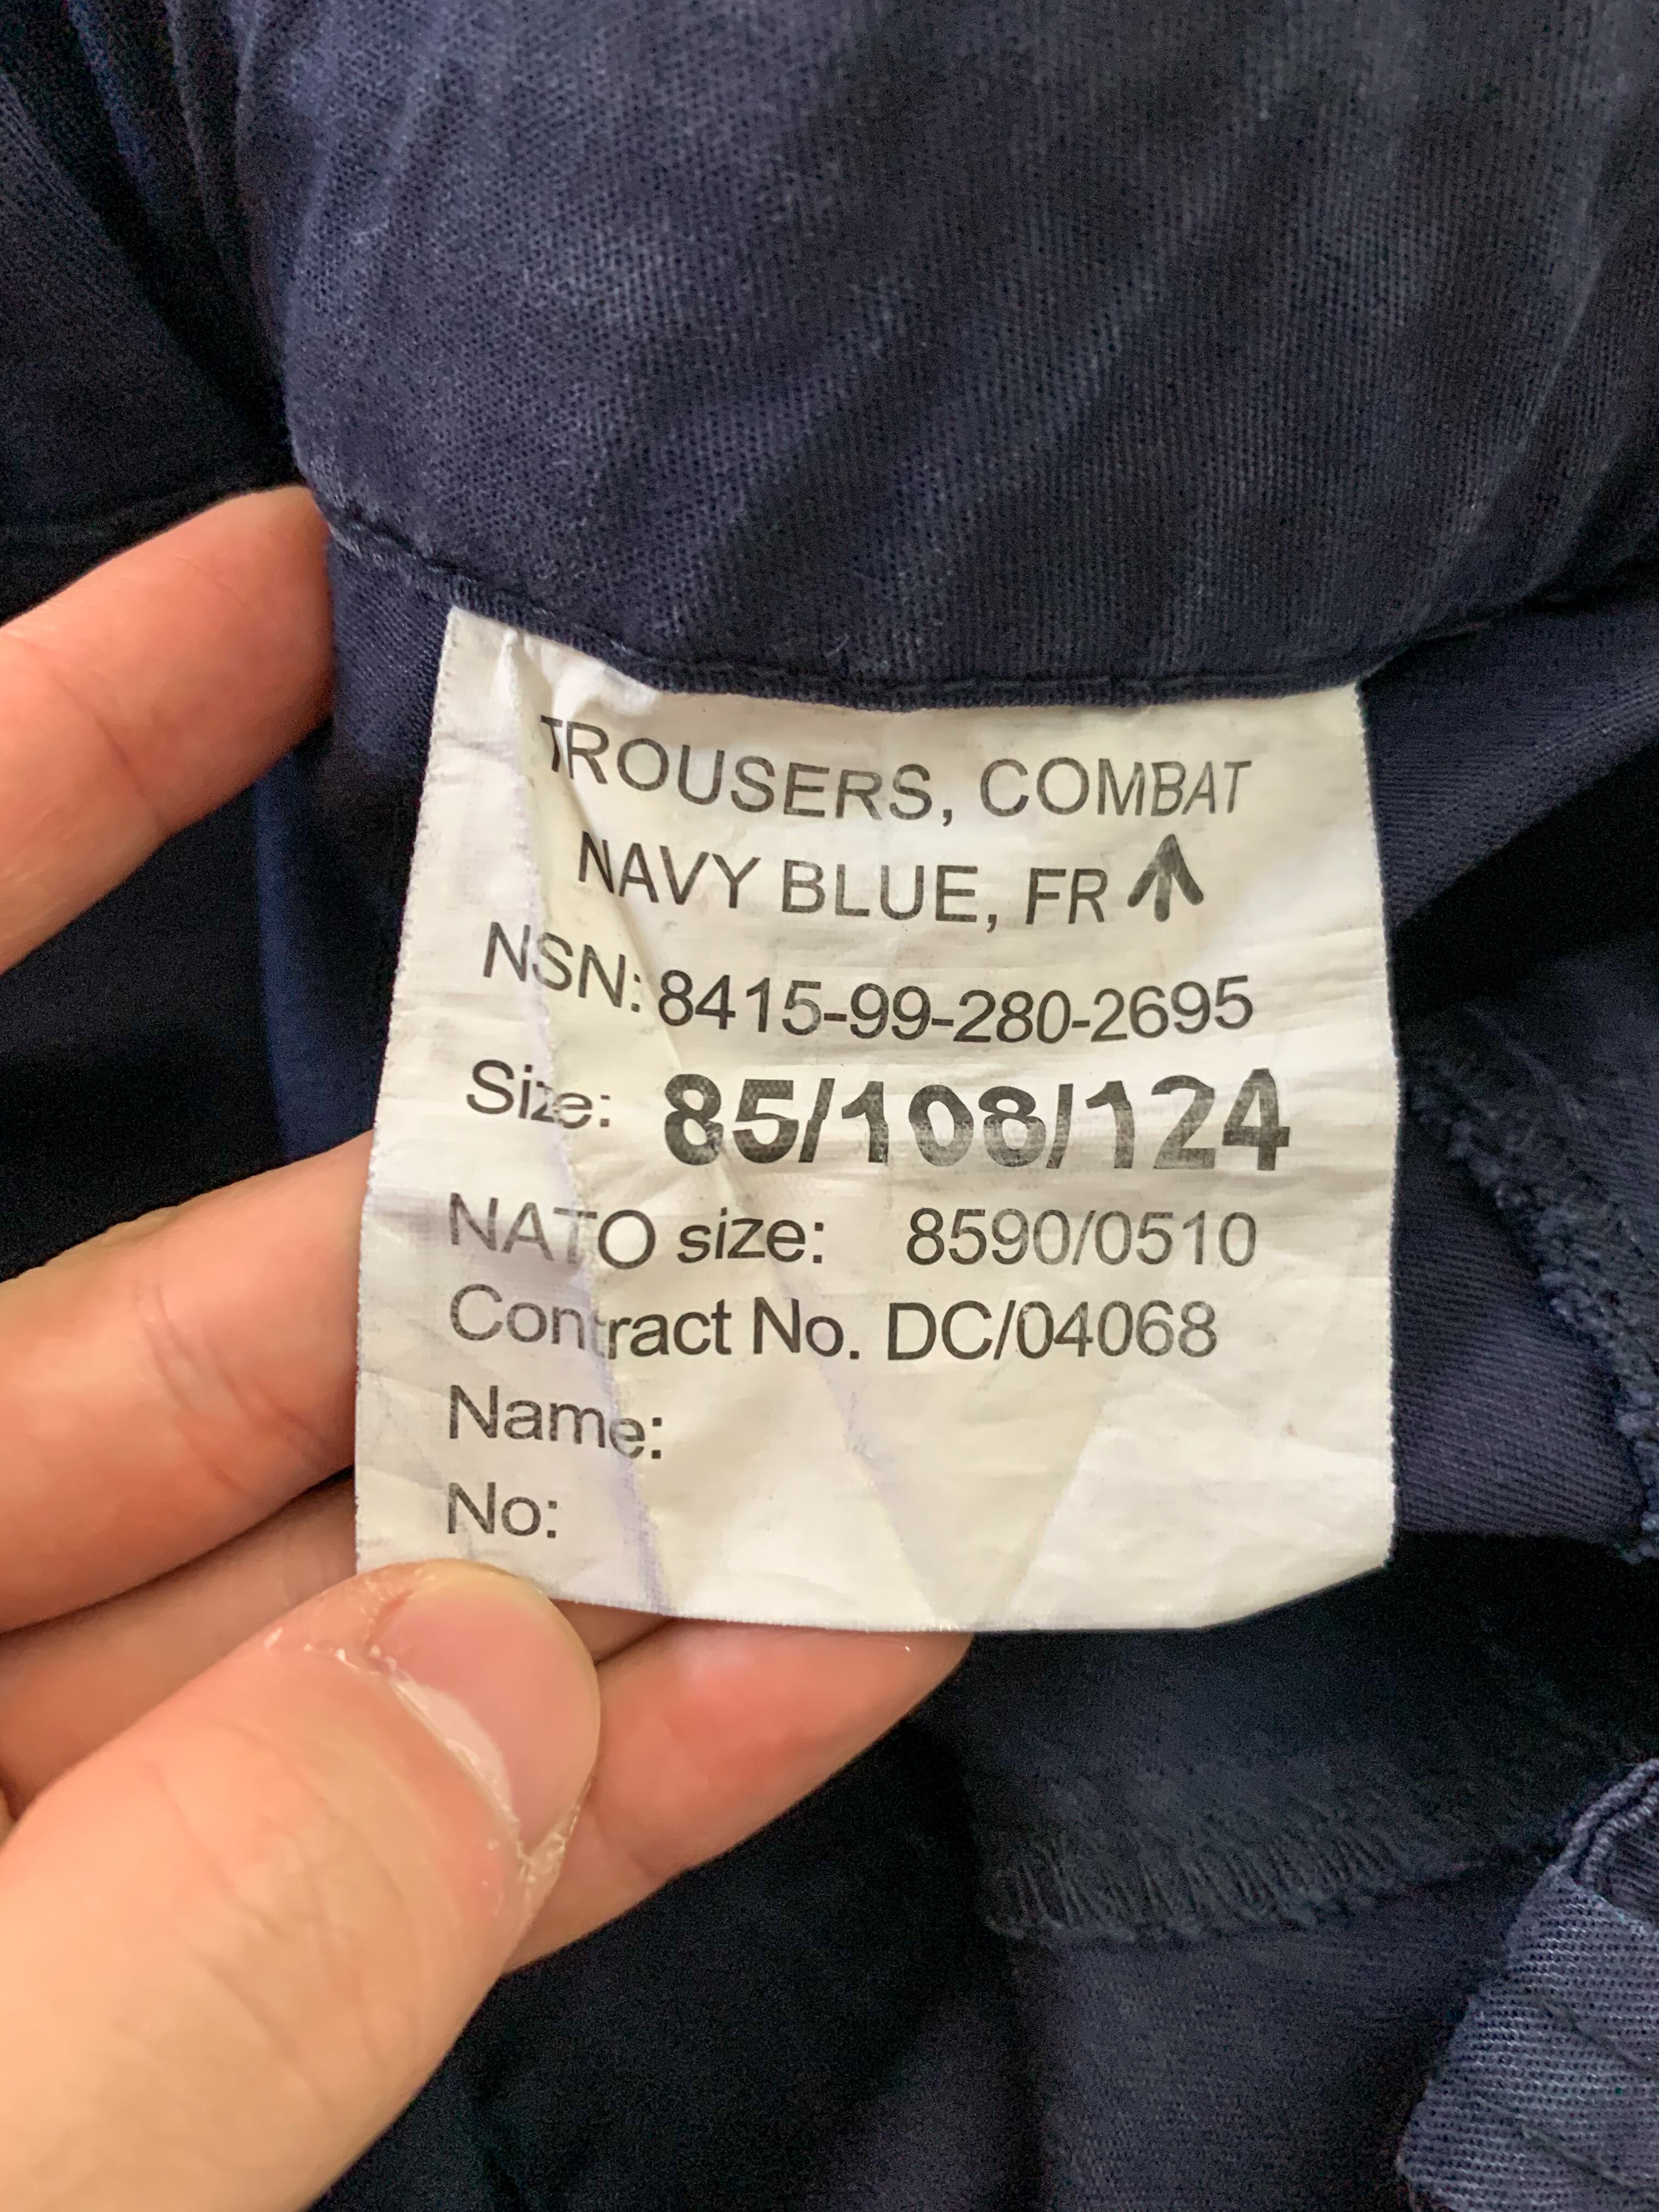 TROUSERS, COMBAT
NAVY BLUE, FR
NSN: 8415-99-280-2695
Size: 85/108/124
NATO size: 8590/0510
Contract No. DC/04068
Name:
No: